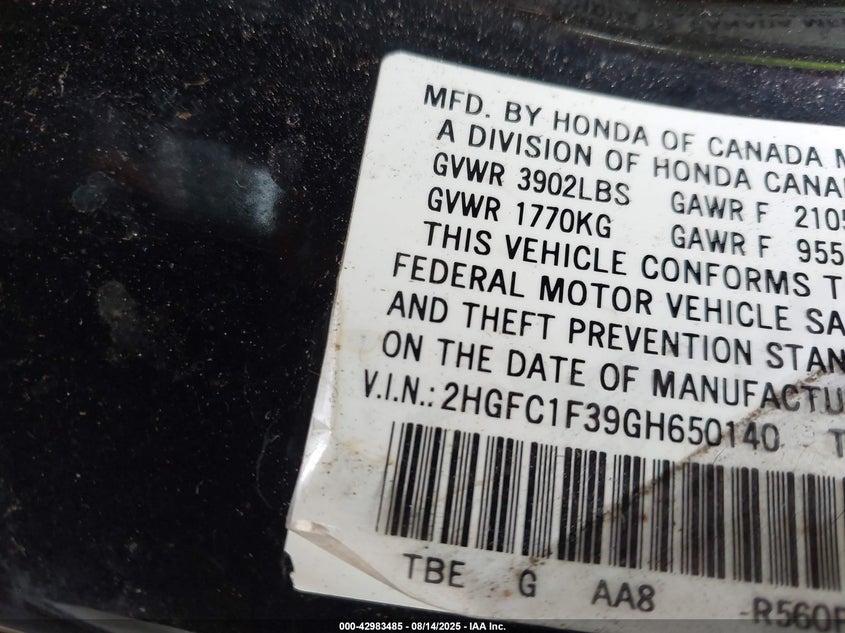 MFD. BY HONDA OF CANADA M
A DIVISION OF HONDA CANA
GVWR 3902LBS GAWR F 2105
GVWR 1770KG GAWR F 955
THIS VEHICLE CONFORMS T
FEDERAL MOTOR VEHICLE SA
AND THEFT PREVENTION STAN
ON THE DATE OF MANUFACTU
V.I.N.: 2HGFC1F39GH650140 T
TBE G AA8 -R560
000-42983485 - 08/14/2025 - IAA Inc.